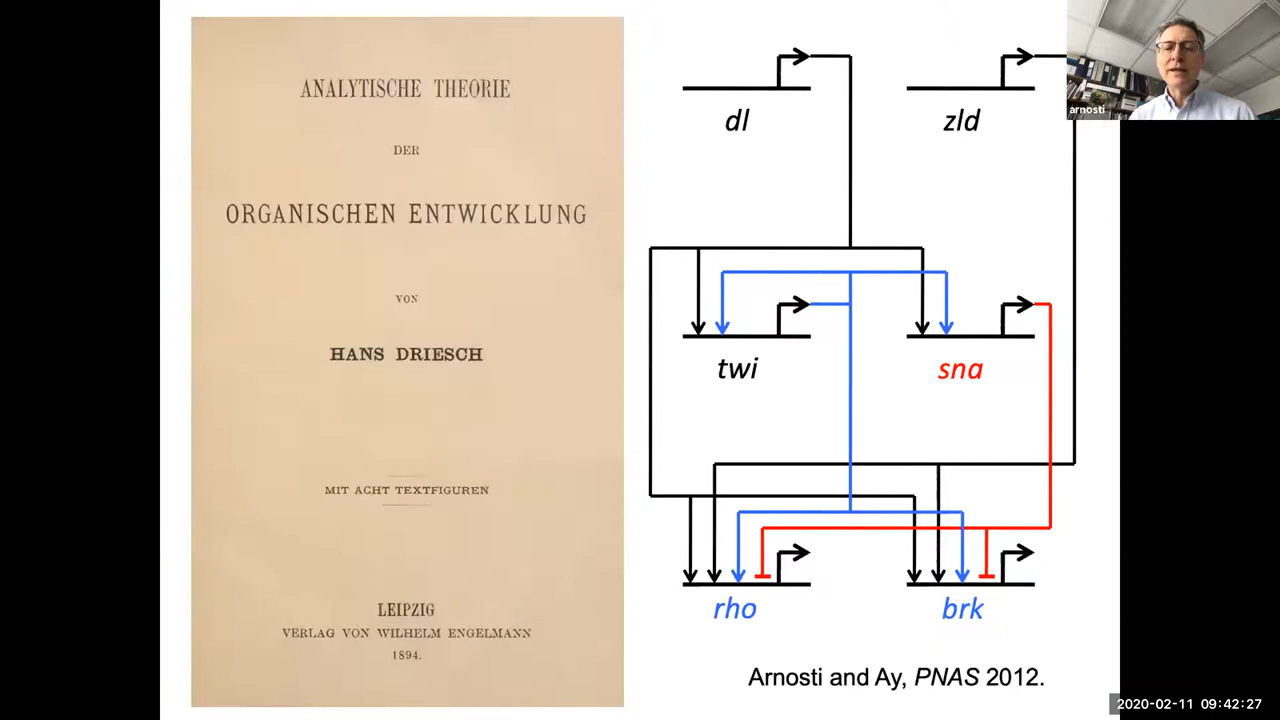 ANALYTISCHE THEORIE
DER
ORGANISCHEN ENTWICKLUNG
VON
HANS DRIESCH
MIT ACHT TEXTFIGUREN
LEIPZIG
VERLAG VON WILHELM ENGELMANN
1894.
dl
zld
twi
sna
rho
brk
Arnosti and Ay, PNAS 2012.
arnosti
2020-02-11 09:42:27